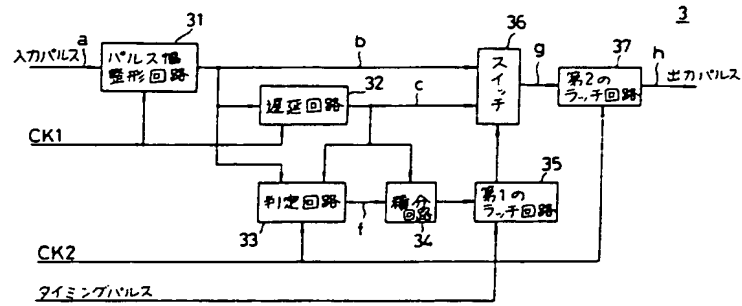 3
31
36
37
入力パルス
a
パルス幅
整形回路
b
スイッチ
g
第2の
ラッチ回路
h
出力パルス
32
遅延回路
c
CK1
35
判定回路
33
f
積分
回路
34
第1の
ラッチ回路
CK2
タイミングパルス